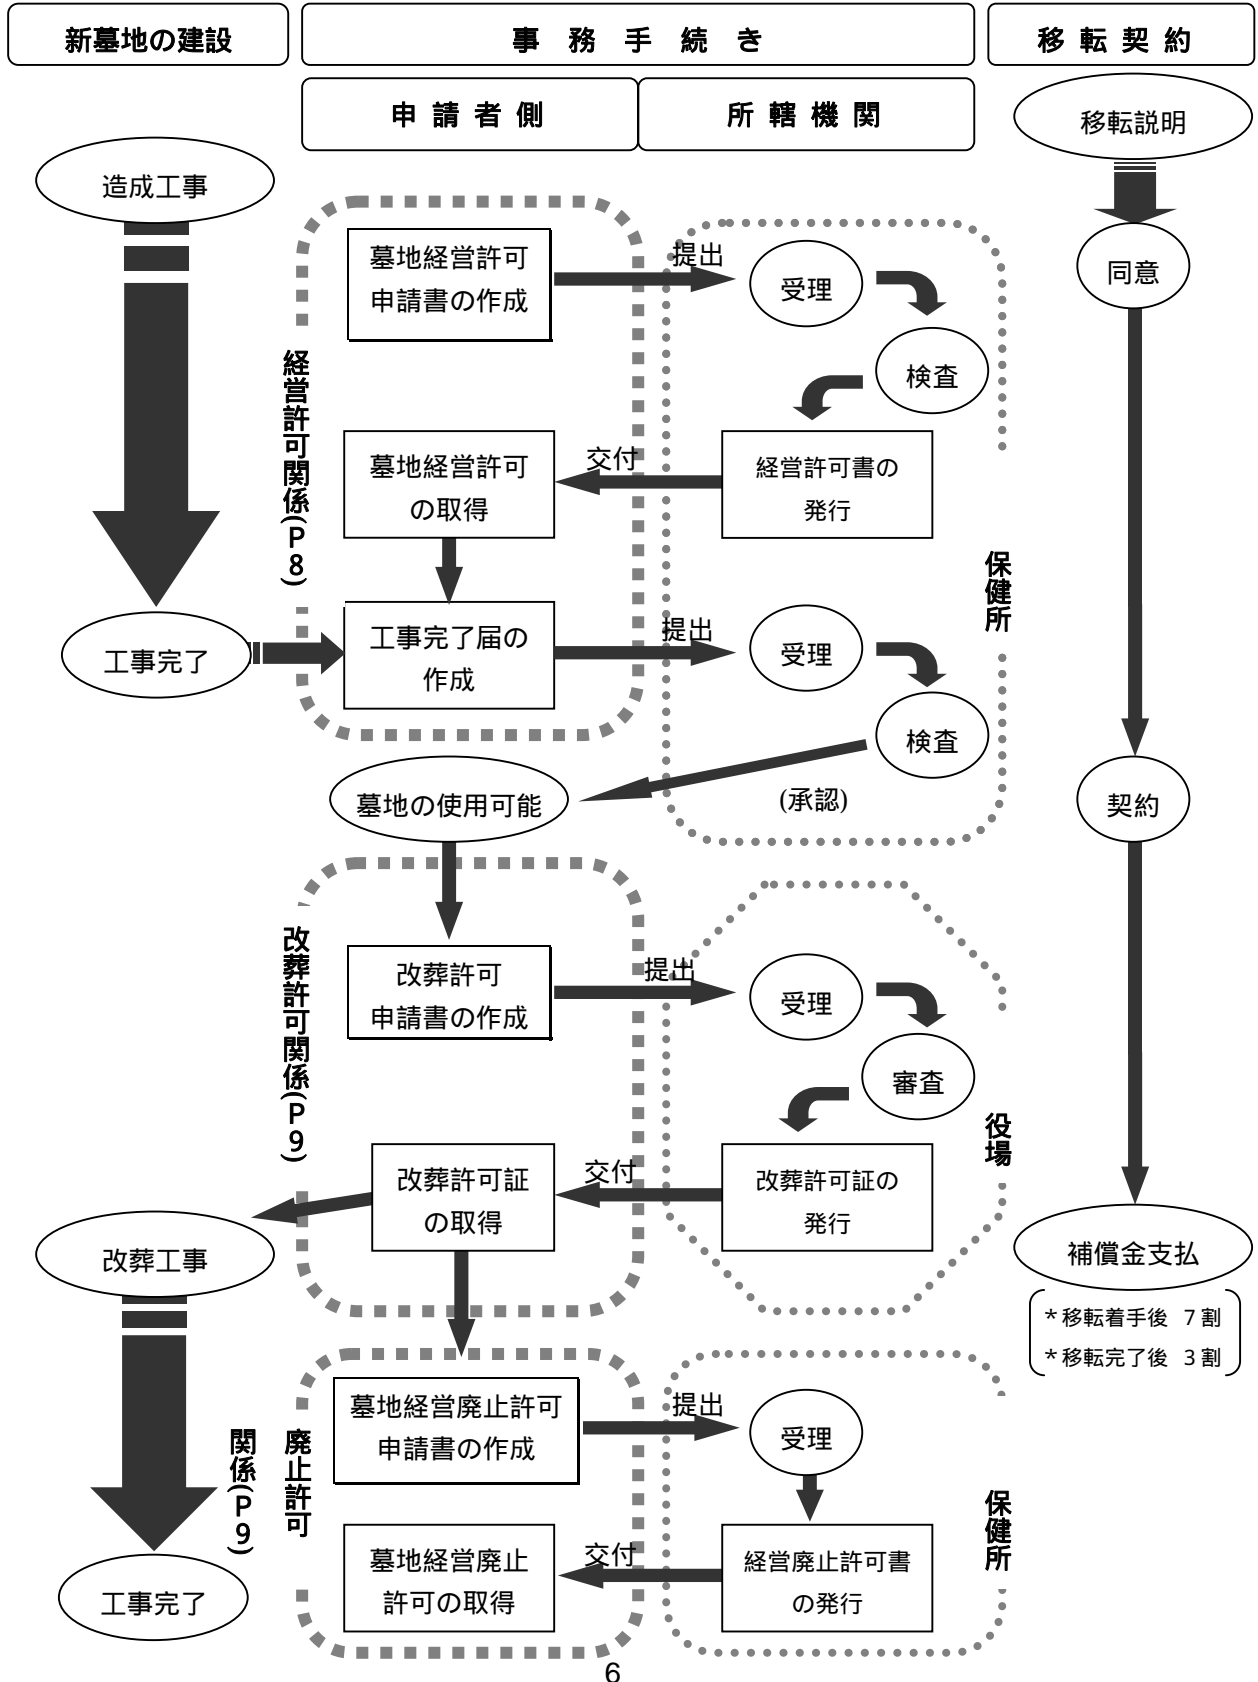 新墓地の建設
事務手続き
移転契約
申請者側
所轄機関
移転説明
造成工事
墓地経営許可
申請書の作成
提出
受理
同意
検査
経営許可関係(P8)
墓地経営許可
の取得
交付
経営許可書の
発行
保健所
工事完了
工事完了届の
作成
提出
受理
検査
墓地の使用可能
(承認)
契約
改葬許可関係(P9)
改葬許可
申請書の作成
提出
受理
審査
役場
改葬許可証
の取得
交付
改葬許可証の
発行
改葬工事
補償金支払
*移転着手後 7割
*移転完了後 3割
廃止許可
関係(P9)
墓地経営廃止許可
申請書の作成
提出
受理
保健所
墓地経営廃止
許可の取得
交付
経営廃止許可書
の発行
工事完了
6